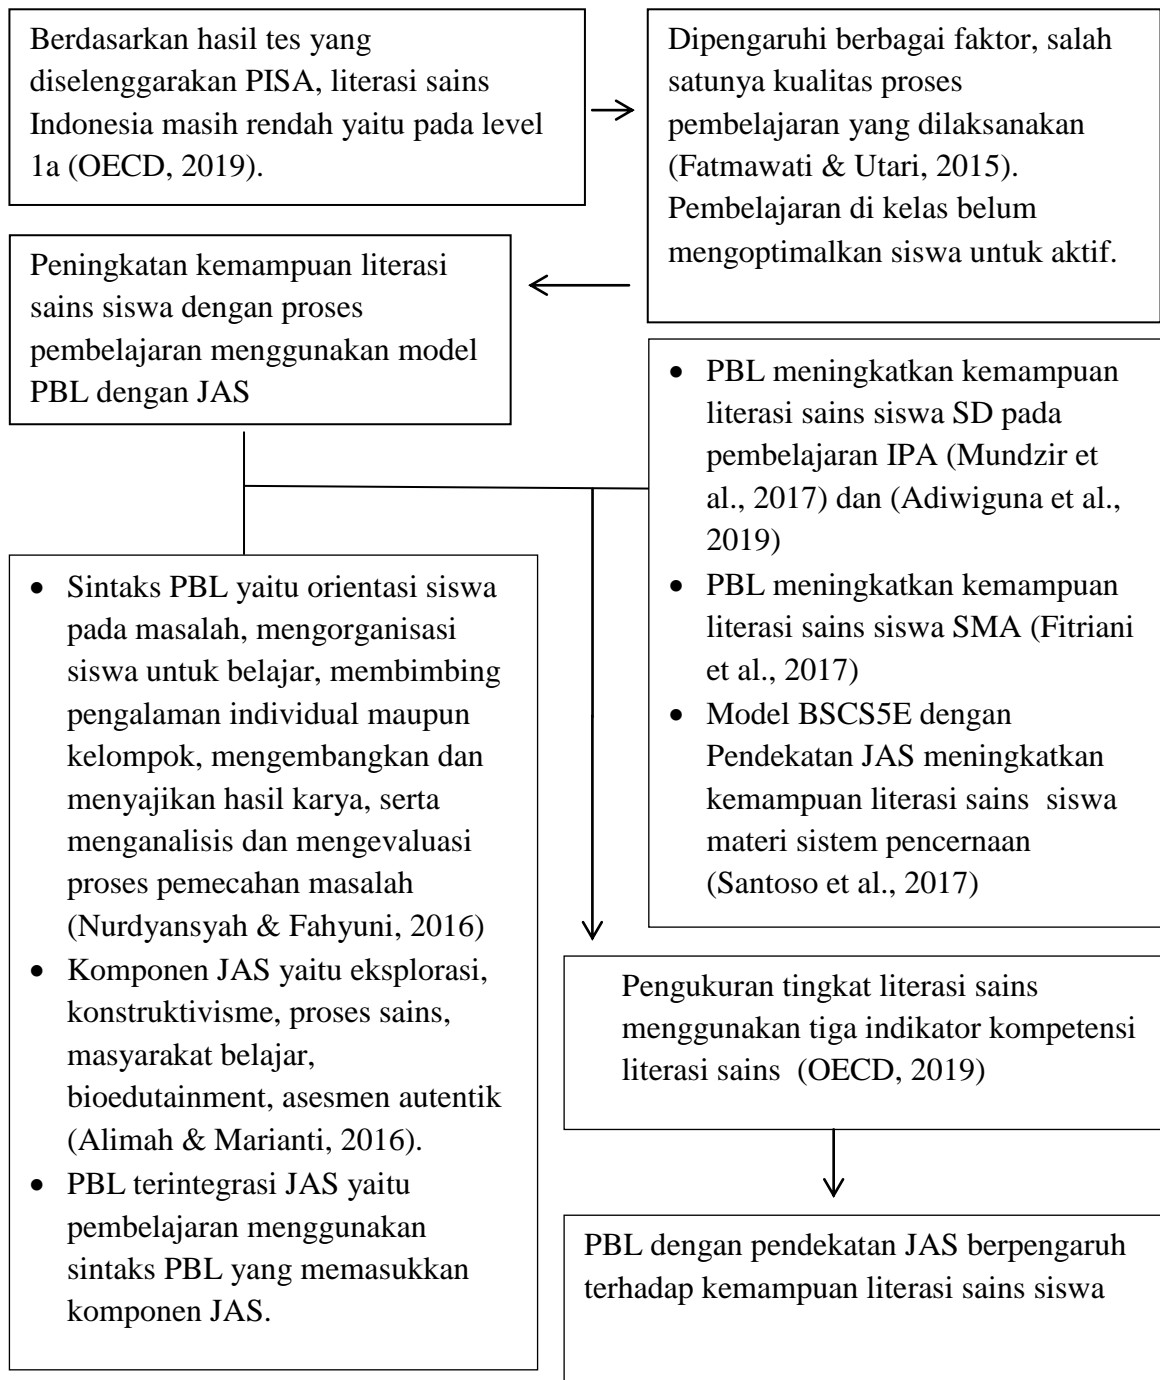 Berdasarkan hasil tes yang
diselenggarakan PISA, literasi sains
Indonesia masih rendah yaitu pada level
1a (OECD, 2019).
Dipengaruhi berbagai faktor, salah
satunya kualitas proses
pembelajaran yang dilaksanakan
(Fatmawati & Utari, 2015).
Pembelajaran di kelas belum
mengoptimalkan siswa untuk aktif.
Peningkatan kemampuan literasi
sains siswa dengan proses
pembelajaran menggunakan model
PBL dengan JAS
• PBL meningkatkan kemampuan
literasi sains siswa SD pada
pembelajaran IPA (Mundzir et
al., 2017) dan (Adiwiguna et al.,
2019)
• PBL meningkatkan kemampuan
literasi sains siswa SMA (Fitriani
et al., 2017)
• Model BSCS5E dengan
Pendekatan JAS meningkatkan
kemampuan literasi sains siswa
materi sistem pencernaan
(Santoso et al., 2017)
• Sintaks PBL yaitu orientasi siswa
pada masalah, mengorganisasi
siswa untuk belajar, membimbing
pengalaman individual maupun
kelompok, mengembangkan dan
menyajikan hasil karya, serta
menganalisis dan mengevaluasi
proses pemecahan masalah
(Nurdyansyah & Fahyuni, 2016)
• Komponen JAS yaitu eksplorasi,
konstruktivisme, proses sains,
masyarakat belajar,
bioedutainment, asesmen autentik
(Alimah & Marianti, 2016).
• PBL terintegrasi JAS yaitu
pembelajaran menggunakan
sintaks PBL yang memasukkan
komponen JAS.
Pengukuran tingkat literasi sains
menggunakan tiga indikator kompetensi
literasi sains (OECD, 2019)
PBL dengan pendekatan JAS berpengaruh
terhadap kemampuan literasi sains siswa